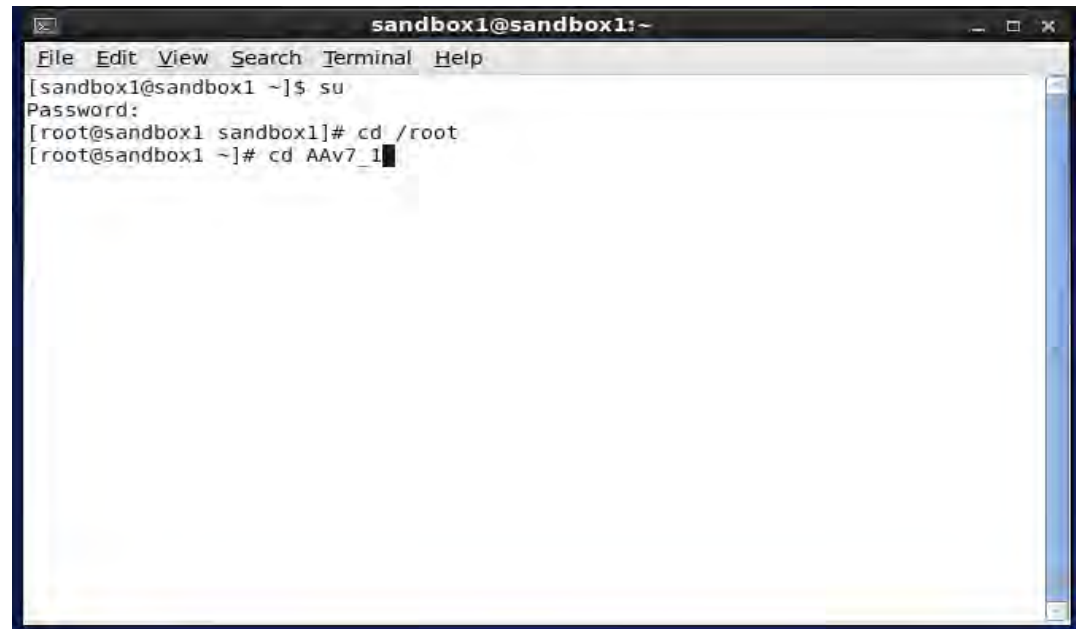 sandbox1@sandbox1:~
File Edit View Search Terminal Help
[sandbox1@sandbox1 ~]$ su
Password:
[root@sandbox1 sandbox1]# cd /root
[root@sandbox1 ~]# cd AAv7_1